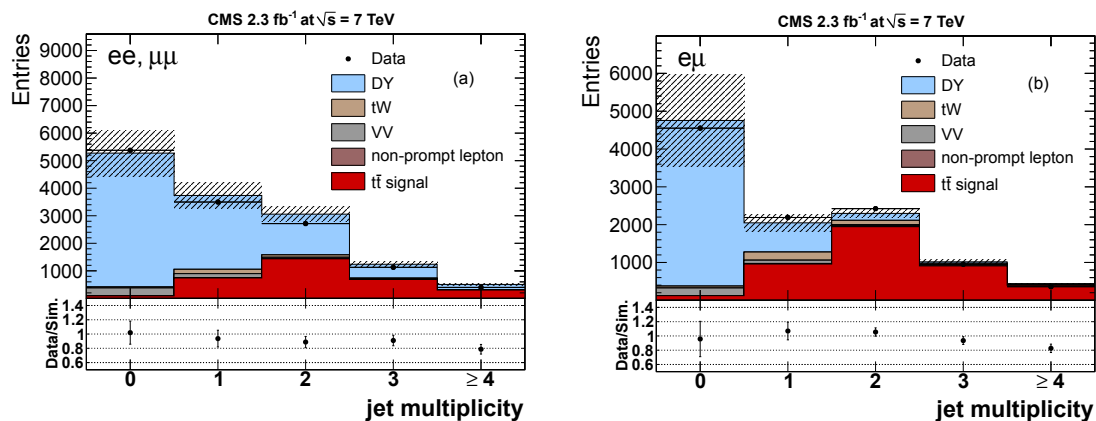 CMS 2.3 fb⁻¹ at √s = 7 TeV
Entries
9000
8000
7000
6000
5000
4000
3000
2000
1000
ee, μμ
(a)
Data
DY
tW
VV
non-prompt lepton
tt̄ signal
Data/Sim.
1.4
1.2
1
0.8
0.6
0 1 2 3 ≥ 4
jet multiplicity
CMS 2.3 fb⁻¹ at √s = 7 TeV
Entries
6000
5000
4000
3000
2000
1000
eμ
(b)
Data
DY
tW
VV
non-prompt lepton
tt̄ signal
Data/Sim.
1.4
1.2
1
0.8
0.6
0 1 2 3 ≥ 4
jet multiplicity